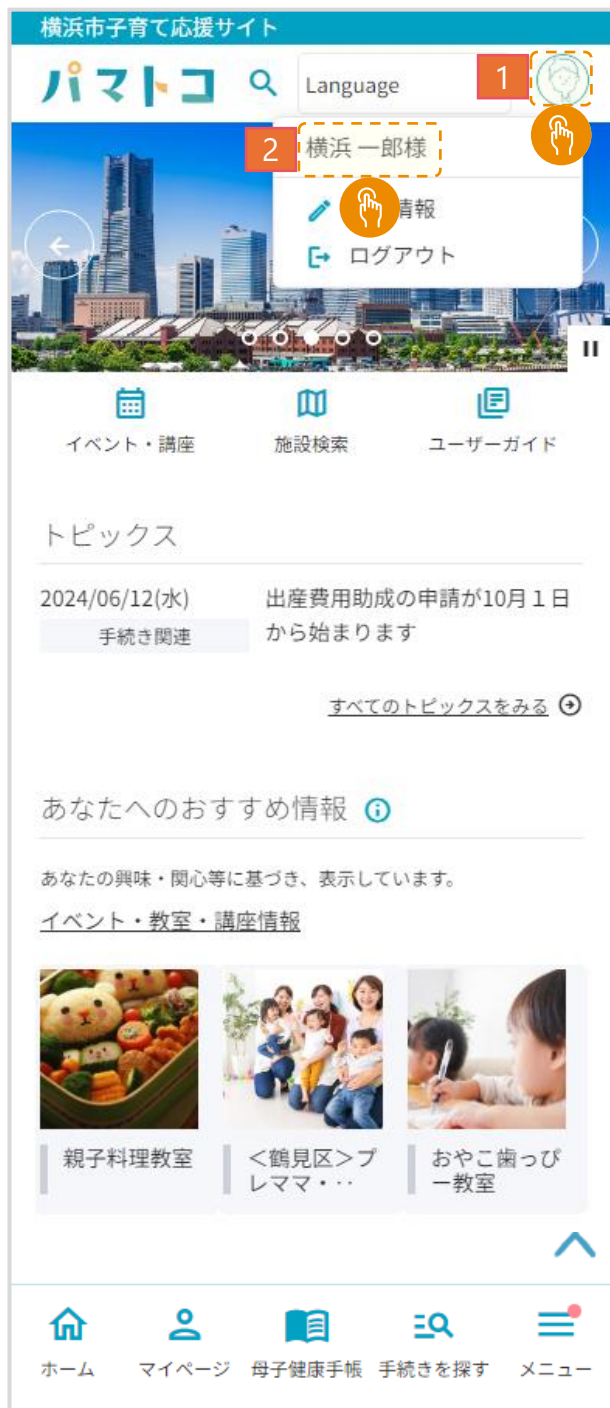 横浜市子育て応援サイト
パマトコ
Language
1
2
横浜 一郎様
情報
ログアウト
イベント・講座
施設検索
ユーザーガイド
トピックス
2024/06/12(水)
手続き関連
出産費用助成の申請が10月１日
から始まります
すべてのトピックスをみる
あなたへのおすすめ情報
あなたの興味・関心等に基づき、表示しています。
イベント・教室・講座情報
親子料理教室
＜鶴見区＞プ
レママ・‥
おやこ歯っぴ
ー教室
ホーム
マイページ
母子健康手帳
手続きを探す
メニュー